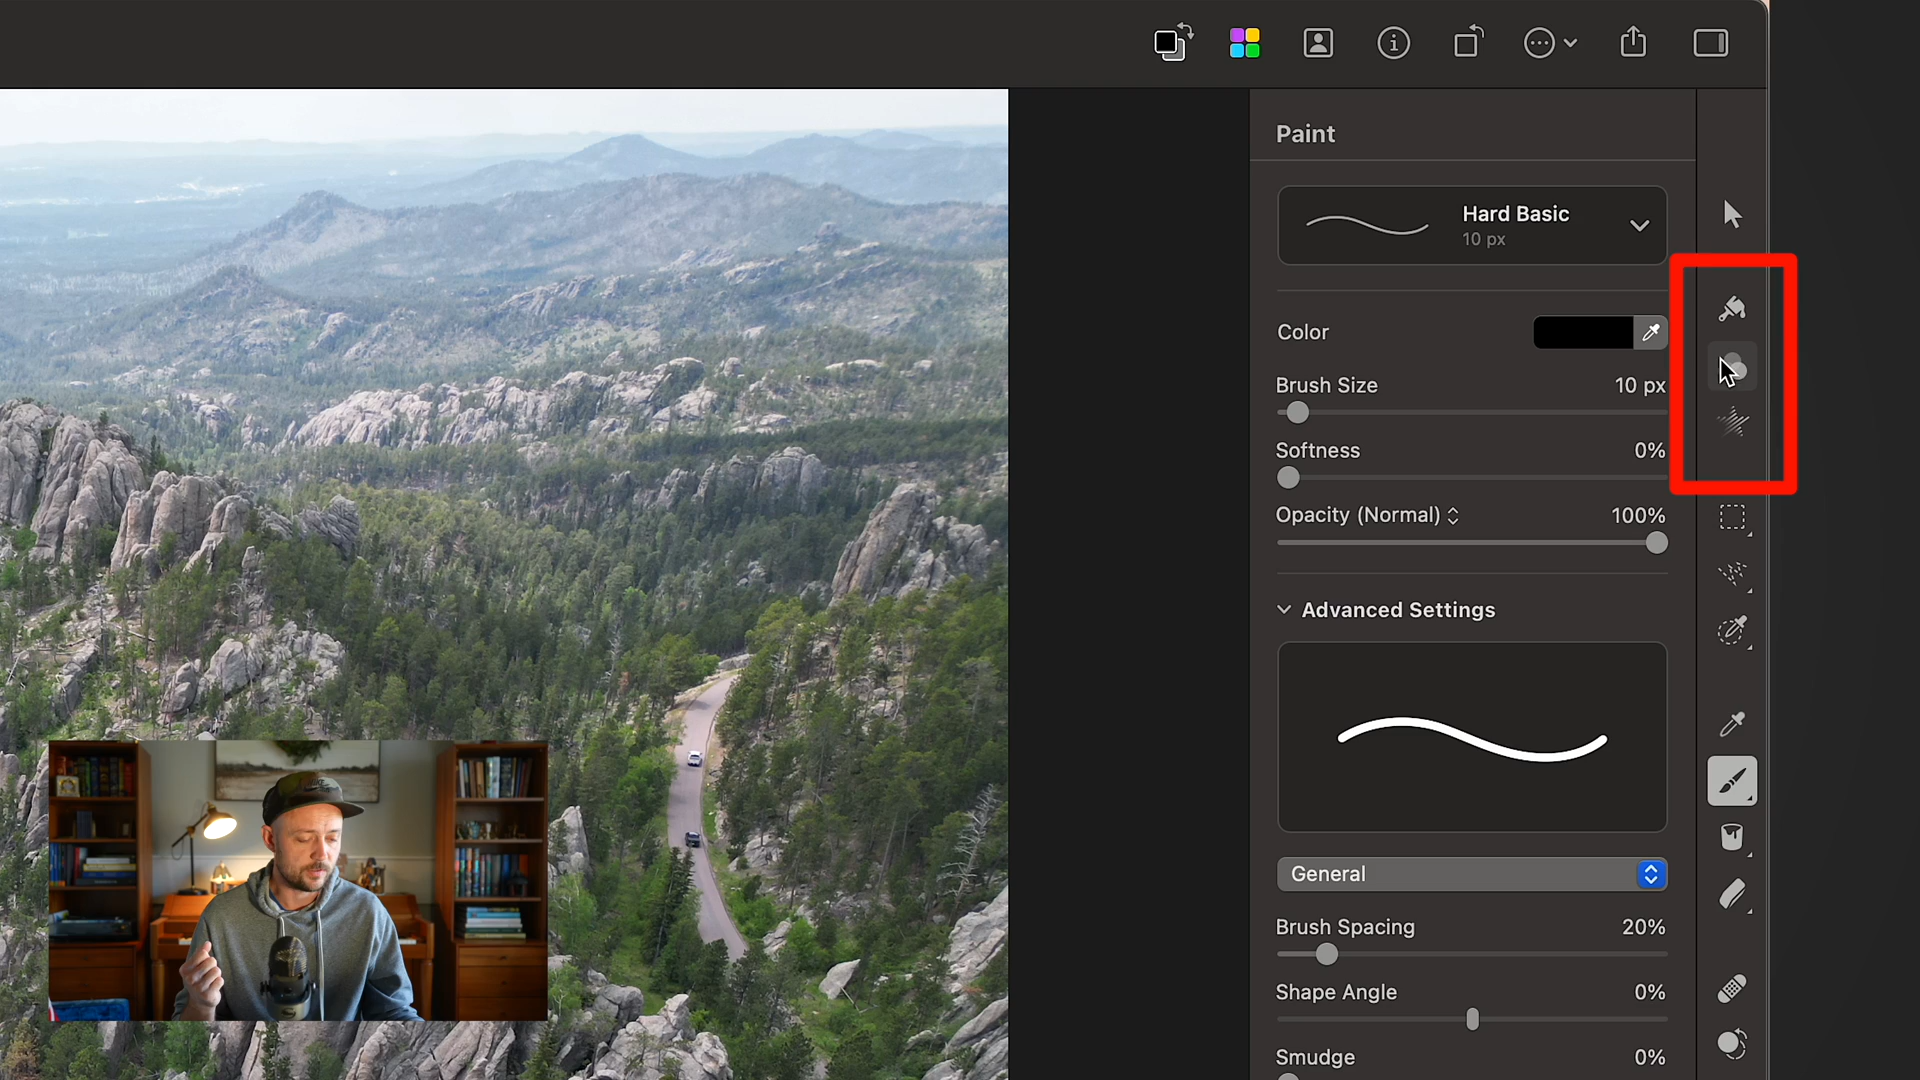 Paint
Hard Basic
10 px
Color
Brush Size 10 px
Softness 0%
Opacity (Normal) 100%
Advanced Settings
General
Brush Spacing 20%
Shape Angle 0%
Smudge 0%